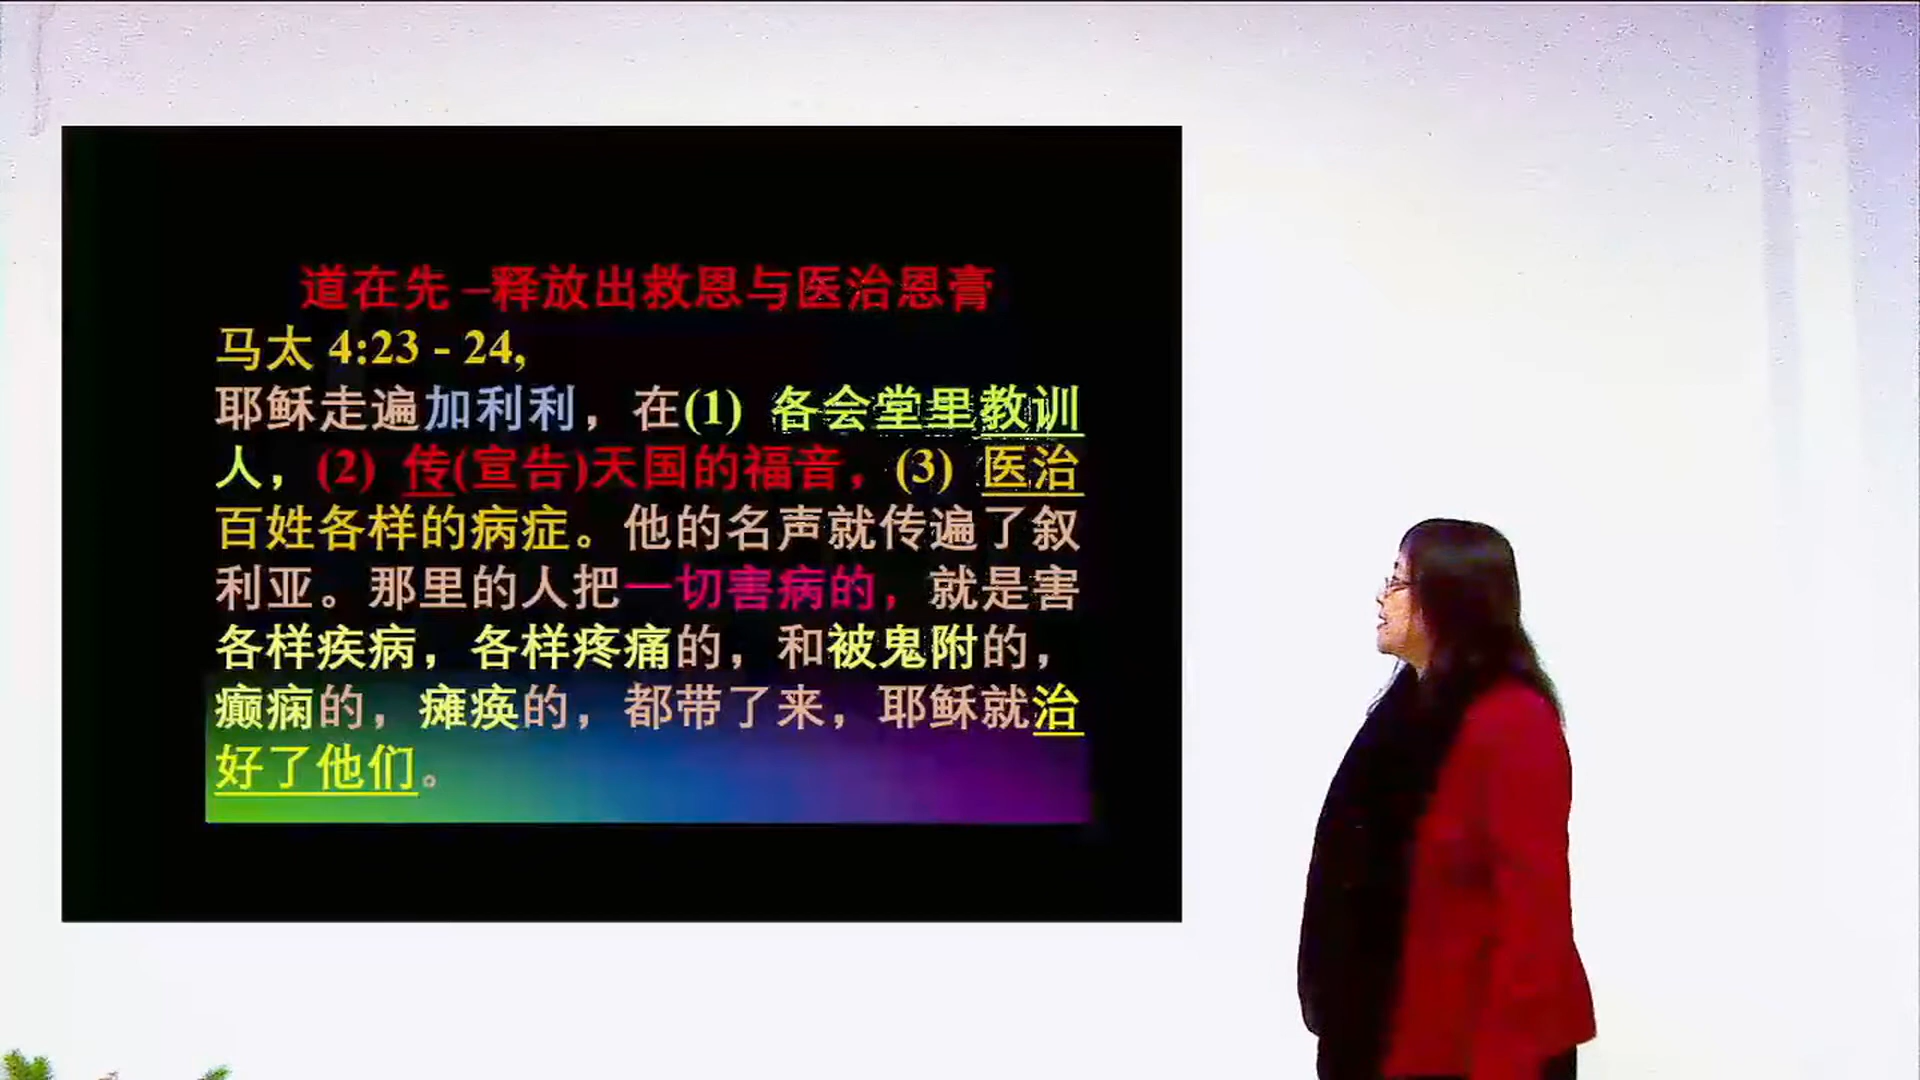 道在先 –释放出救恩与医治恩膏
马太 4:23 - 24,
耶稣走遍加利利，在(1) 各会堂里教训
人，(2) 传(宣告)天国的福音，(3) 医治
百姓各样的病症。他的名声就传遍了叙
利亚。那里的人把一切害病的，就是害
各样疾病，各样疼痛的，和被鬼附的，
癫痫的，瘫痪的，都带了来，耶稣就治
好了他们。